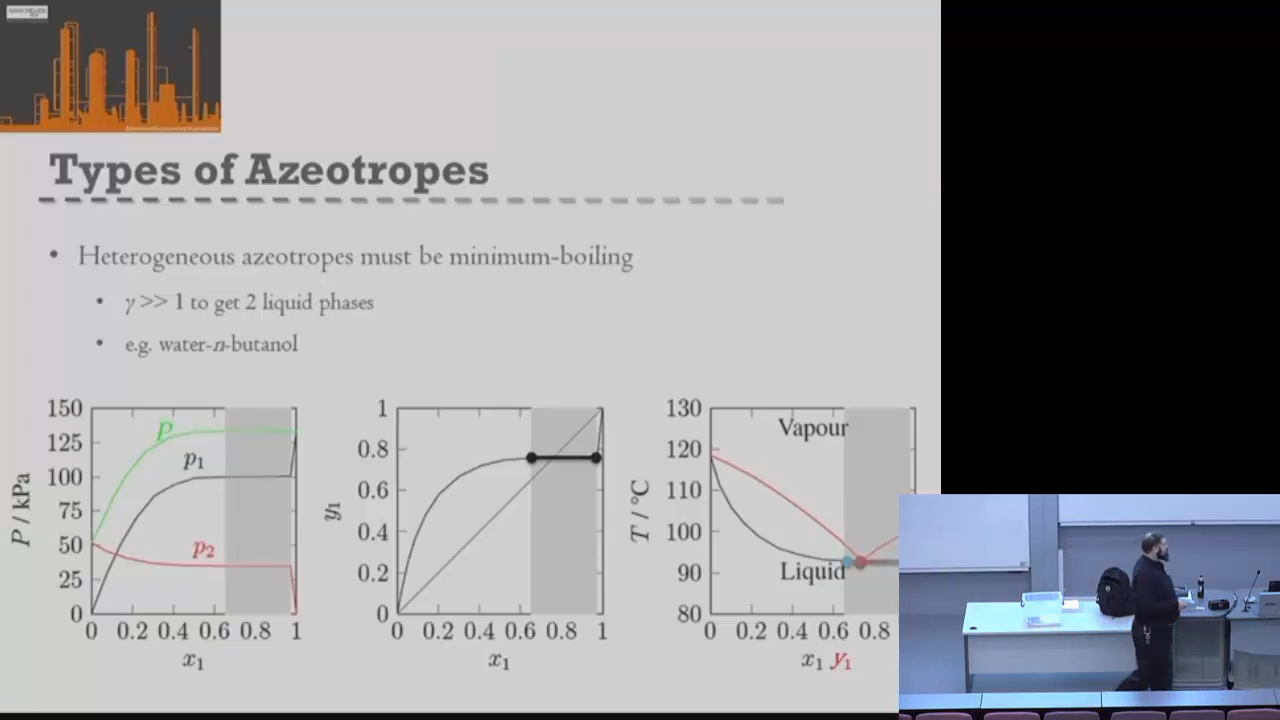 Types of Azeotropes
• Heterogeneous azeotropes must be minimum-boiling
• γ >> 1 to get 2 liquid phases
• e.g. water-n-butanol
150
125
100
75
50
25
0
P / kPa
P
p1
p2
0 0.2 0.4 0.6 0.8 1
x1
1
0.8
0.6
0.4
0.2
0
y1
0 0.2 0.4 0.6 0.8 1
x1
130
120
110
100
90
80
T / °C
Vapour
Liquid
0 0.2 0.4 0.6 0.8
x1 y1